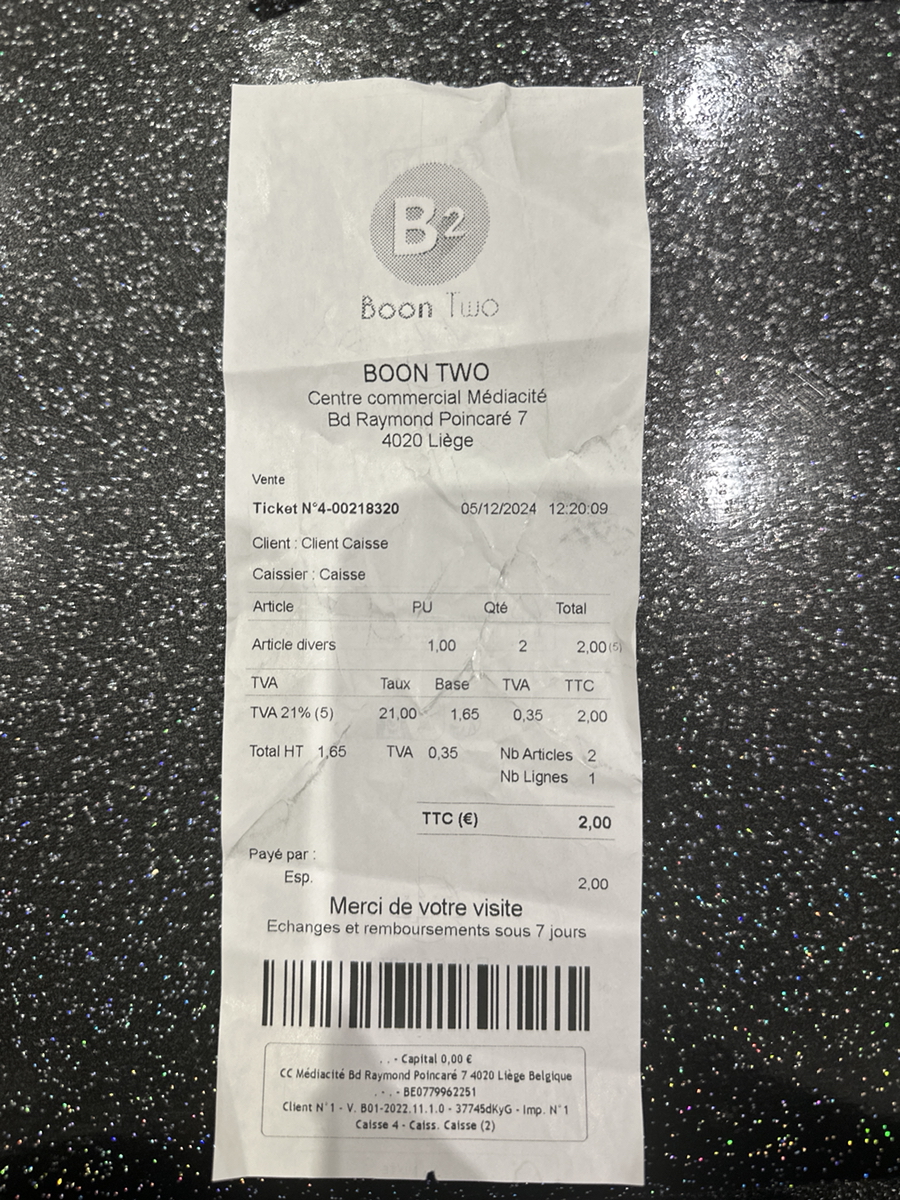 B2
Boon Two
BOON TWO
Centre commercial Médiacité
Bd Raymond Poincaré 7
4020 Liège
Vente
Ticket N°4-00218320 05/12/2024 12:20:09
Client : Client Caisse
Caissier : Caisse
Article PU Qté Total
Article divers 1,00 2 2,00 (5)
TVA Taux Base TVA TTC
TVA 21% (5) 21,00 1,65 0,35 2,00
Total HT 1,65 TVA 0,35 Nb Articles 2
Nb Lignes 1
TTC (€) 2,00
Payé par :
Esp. 2,00
Merci de votre visite
Echanges et remboursements sous 7 jours
. . - Capital 0,00 €
CC Médiacité Bd Raymond Poincaré 7 4020 Liège Belgique
. - . - BE0779962251
Client N°1 - V. B01-2022.11.1.0 - 37745dKyG - Imp. N°1
Caisse 4 - Caiss. Caisse (2)